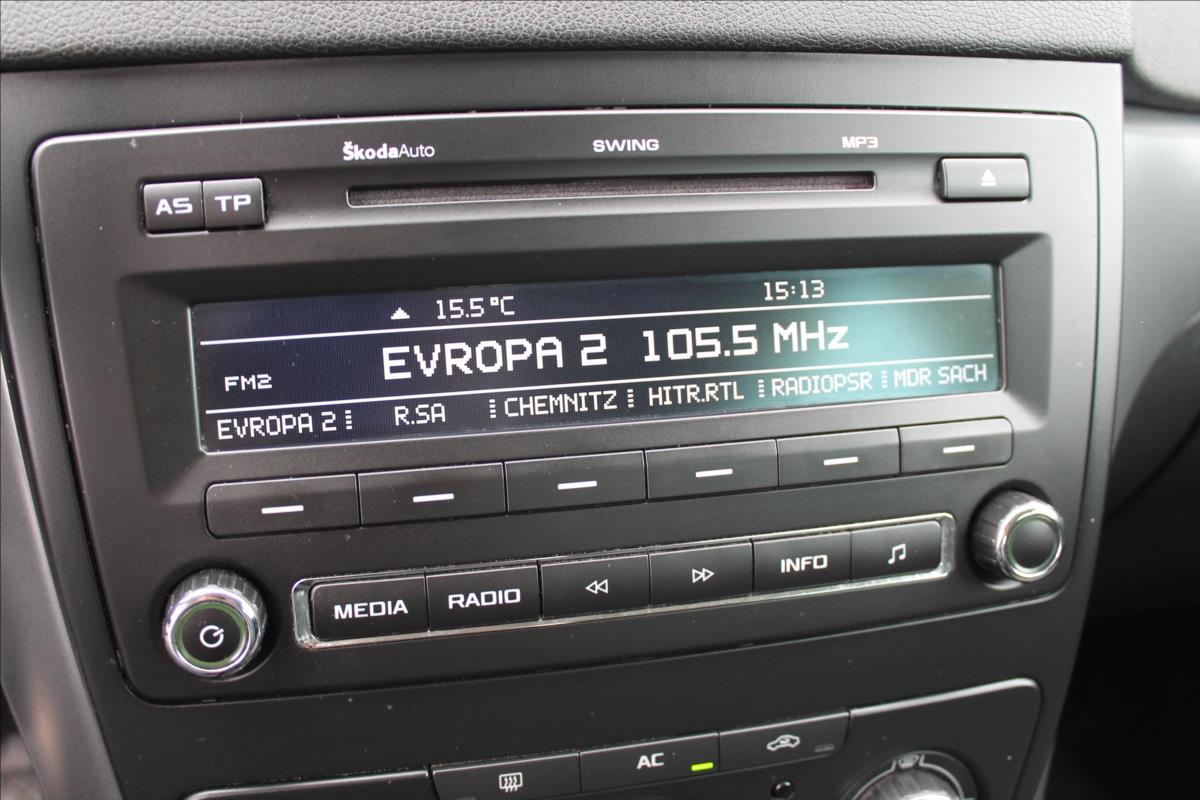 ŠkodaAuto SWING MP3
AS TP
15.5°C 15:13
EVROPA 2 105.5 MHz
FM2
EVROPA 2 R.SA CHEMNITZ HITR.RTL RADIOPSR MDR SACH
MEDIA RADIO INFO
AC